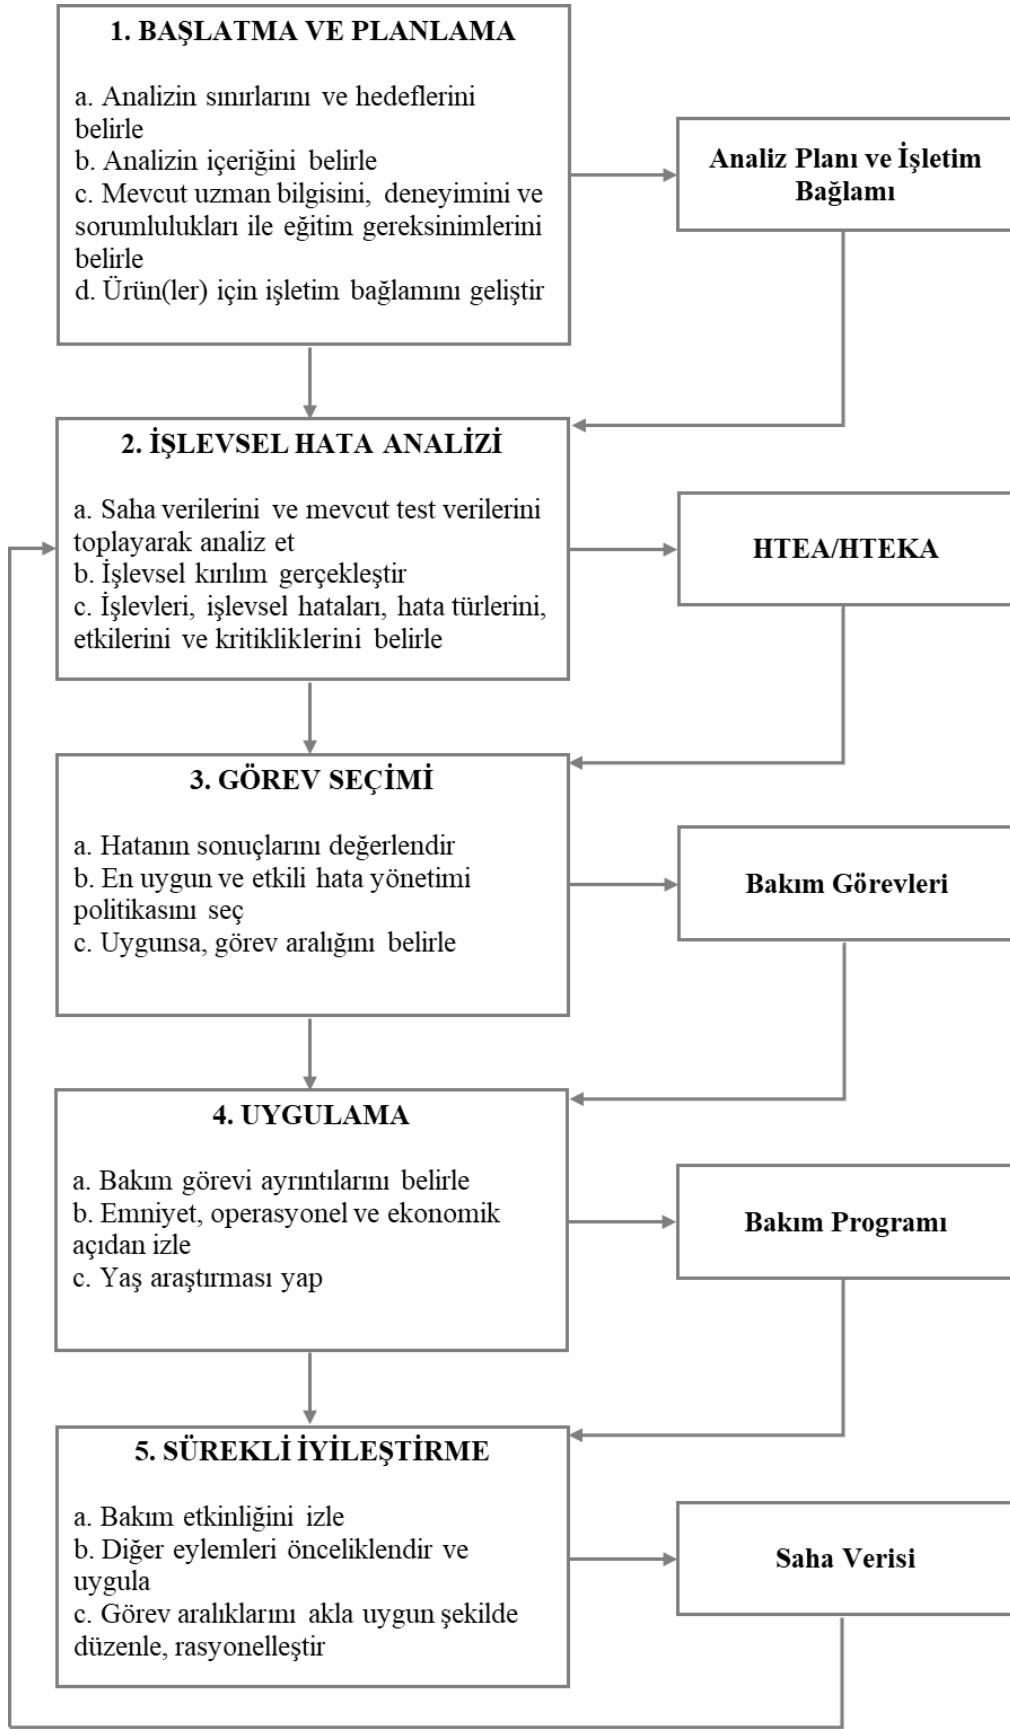 1. BAŞLATMA VE PLANLAMA
a. Analizin sınırlarını ve hedeflerini
belirle
b. Analizin içeriğini belirle
c. Mevcut uzman bilgisini, deneyimini ve
sorumlulukları ile eğitim gereksinimlerini
belirle
d. Ürün(ler) için işletim bağlamını geliştir
Analiz Planı ve İşletim
Bağlamı
2. İŞLEVSEL HATA ANALİZİ
a. Saha verilerini ve mevcut test verilerini
toplayarak analiz et
b. İşlevsel kırılım gerçekleştir
c. İşlevleri, işlevsel hataları, hata türlerini,
etkilerini ve kritikliklerini belirle
HTEA/HTEKA
3. GÖREV SEÇİMİ
a. Hatanın sonuçlarını değerlendir
b. En uygun ve etkili hata yönetimi
politikasını seç
c. Uygunsa, görev aralığını belirle
Bakım Görevleri
4. UYGULAMA
a. Bakım görevi ayrıntılarını belirle
b. Emniyet, operasyonel ve ekonomik
açıdan izle
c. Yaş araştırması yap
Bakım Programı
5. SÜREKLİ İYİLEŞTİRME
a. Bakım etkinliğini izle
b. Diğer eylemleri önceliklendir ve
uygula
c. Görev aralıklarını akla uygun şekilde
düzenle, rasyonelleştir
Saha Verisi